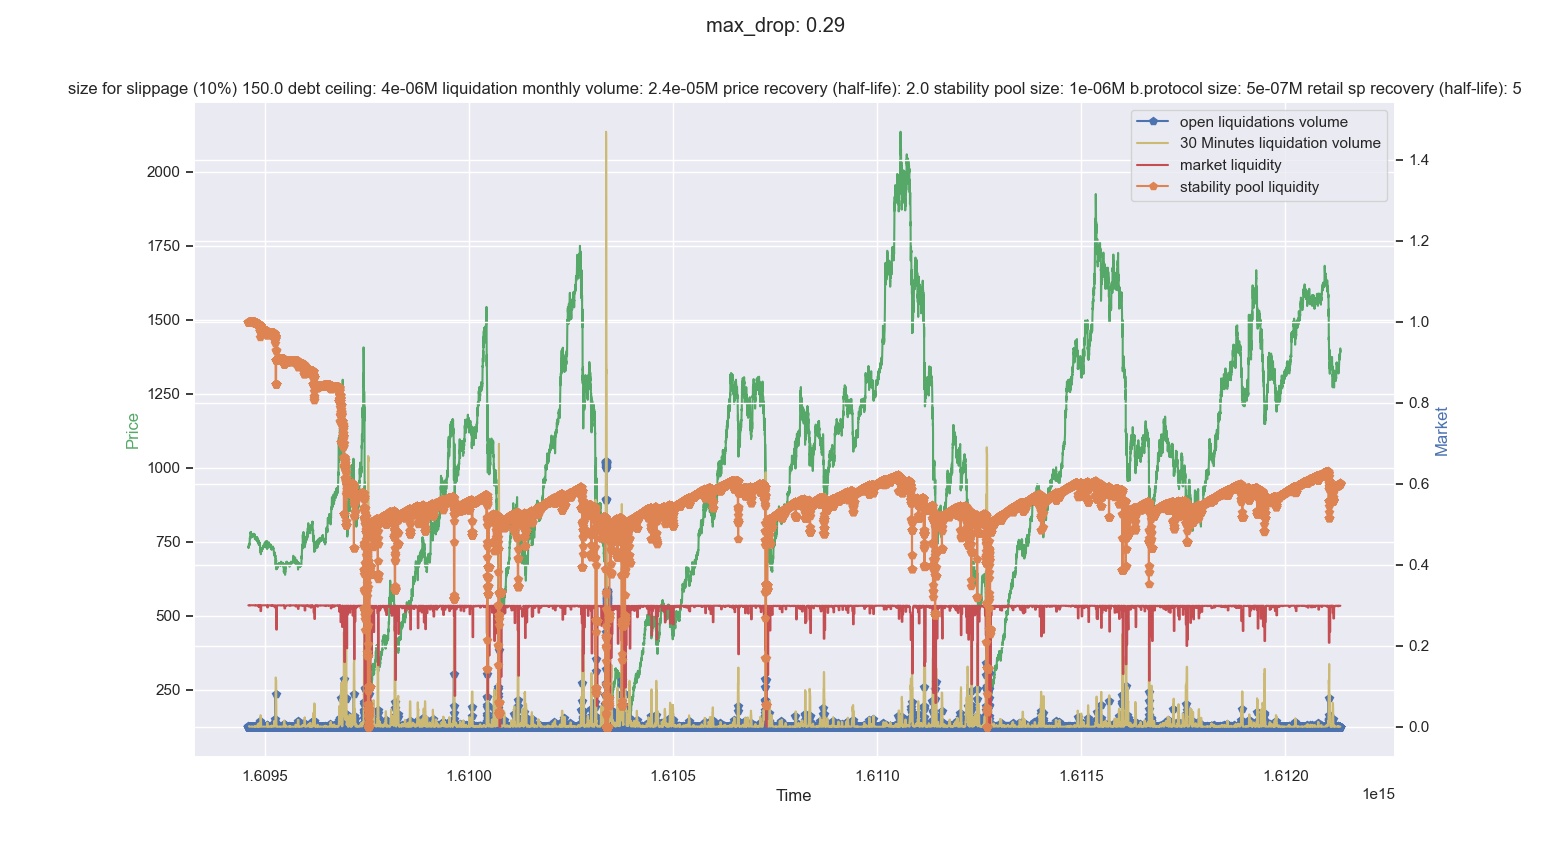 max_drop: 0.29
size for slippage (10%) 150.0 debt ceiling: 4e-06M liquidation monthly volume: 2.4e-05M price recovery (half-life): 2.0 stability pool size: 1e-06M b.protocol size: 5e-07M retail sp recovery (half-life): 5
open liquidations volume
30 Minutes liquidation volume
market liquidity
stability pool liquidity
2000
1750
1500
1250
1000
750
500
250
Price
1.4
1.2
1.0
0.8
0.6
0.4
0.2
0.0
Market
1.6095 1.6100 1.6105 1.6110 1.6115 1.6120
Time
1e15